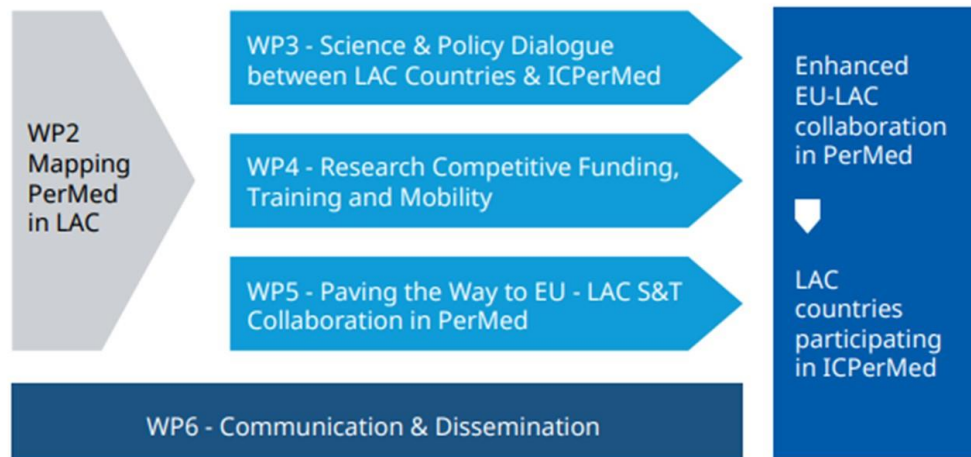 WP2
Mapping
PerMed
in LAC
WP3 - Science & Policy Dialogue
between LAC Countries & ICPerMed
WP4 - Research Competitive Funding,
Training and Mobility
WP5 - Paving the Way to EU - LAC S&T
Collaboration in PerMed
WP6 - Communication & Dissemination
Enhanced
EU-LAC
collaboration
in PerMed
LAC
countries
participating
in ICPerMed